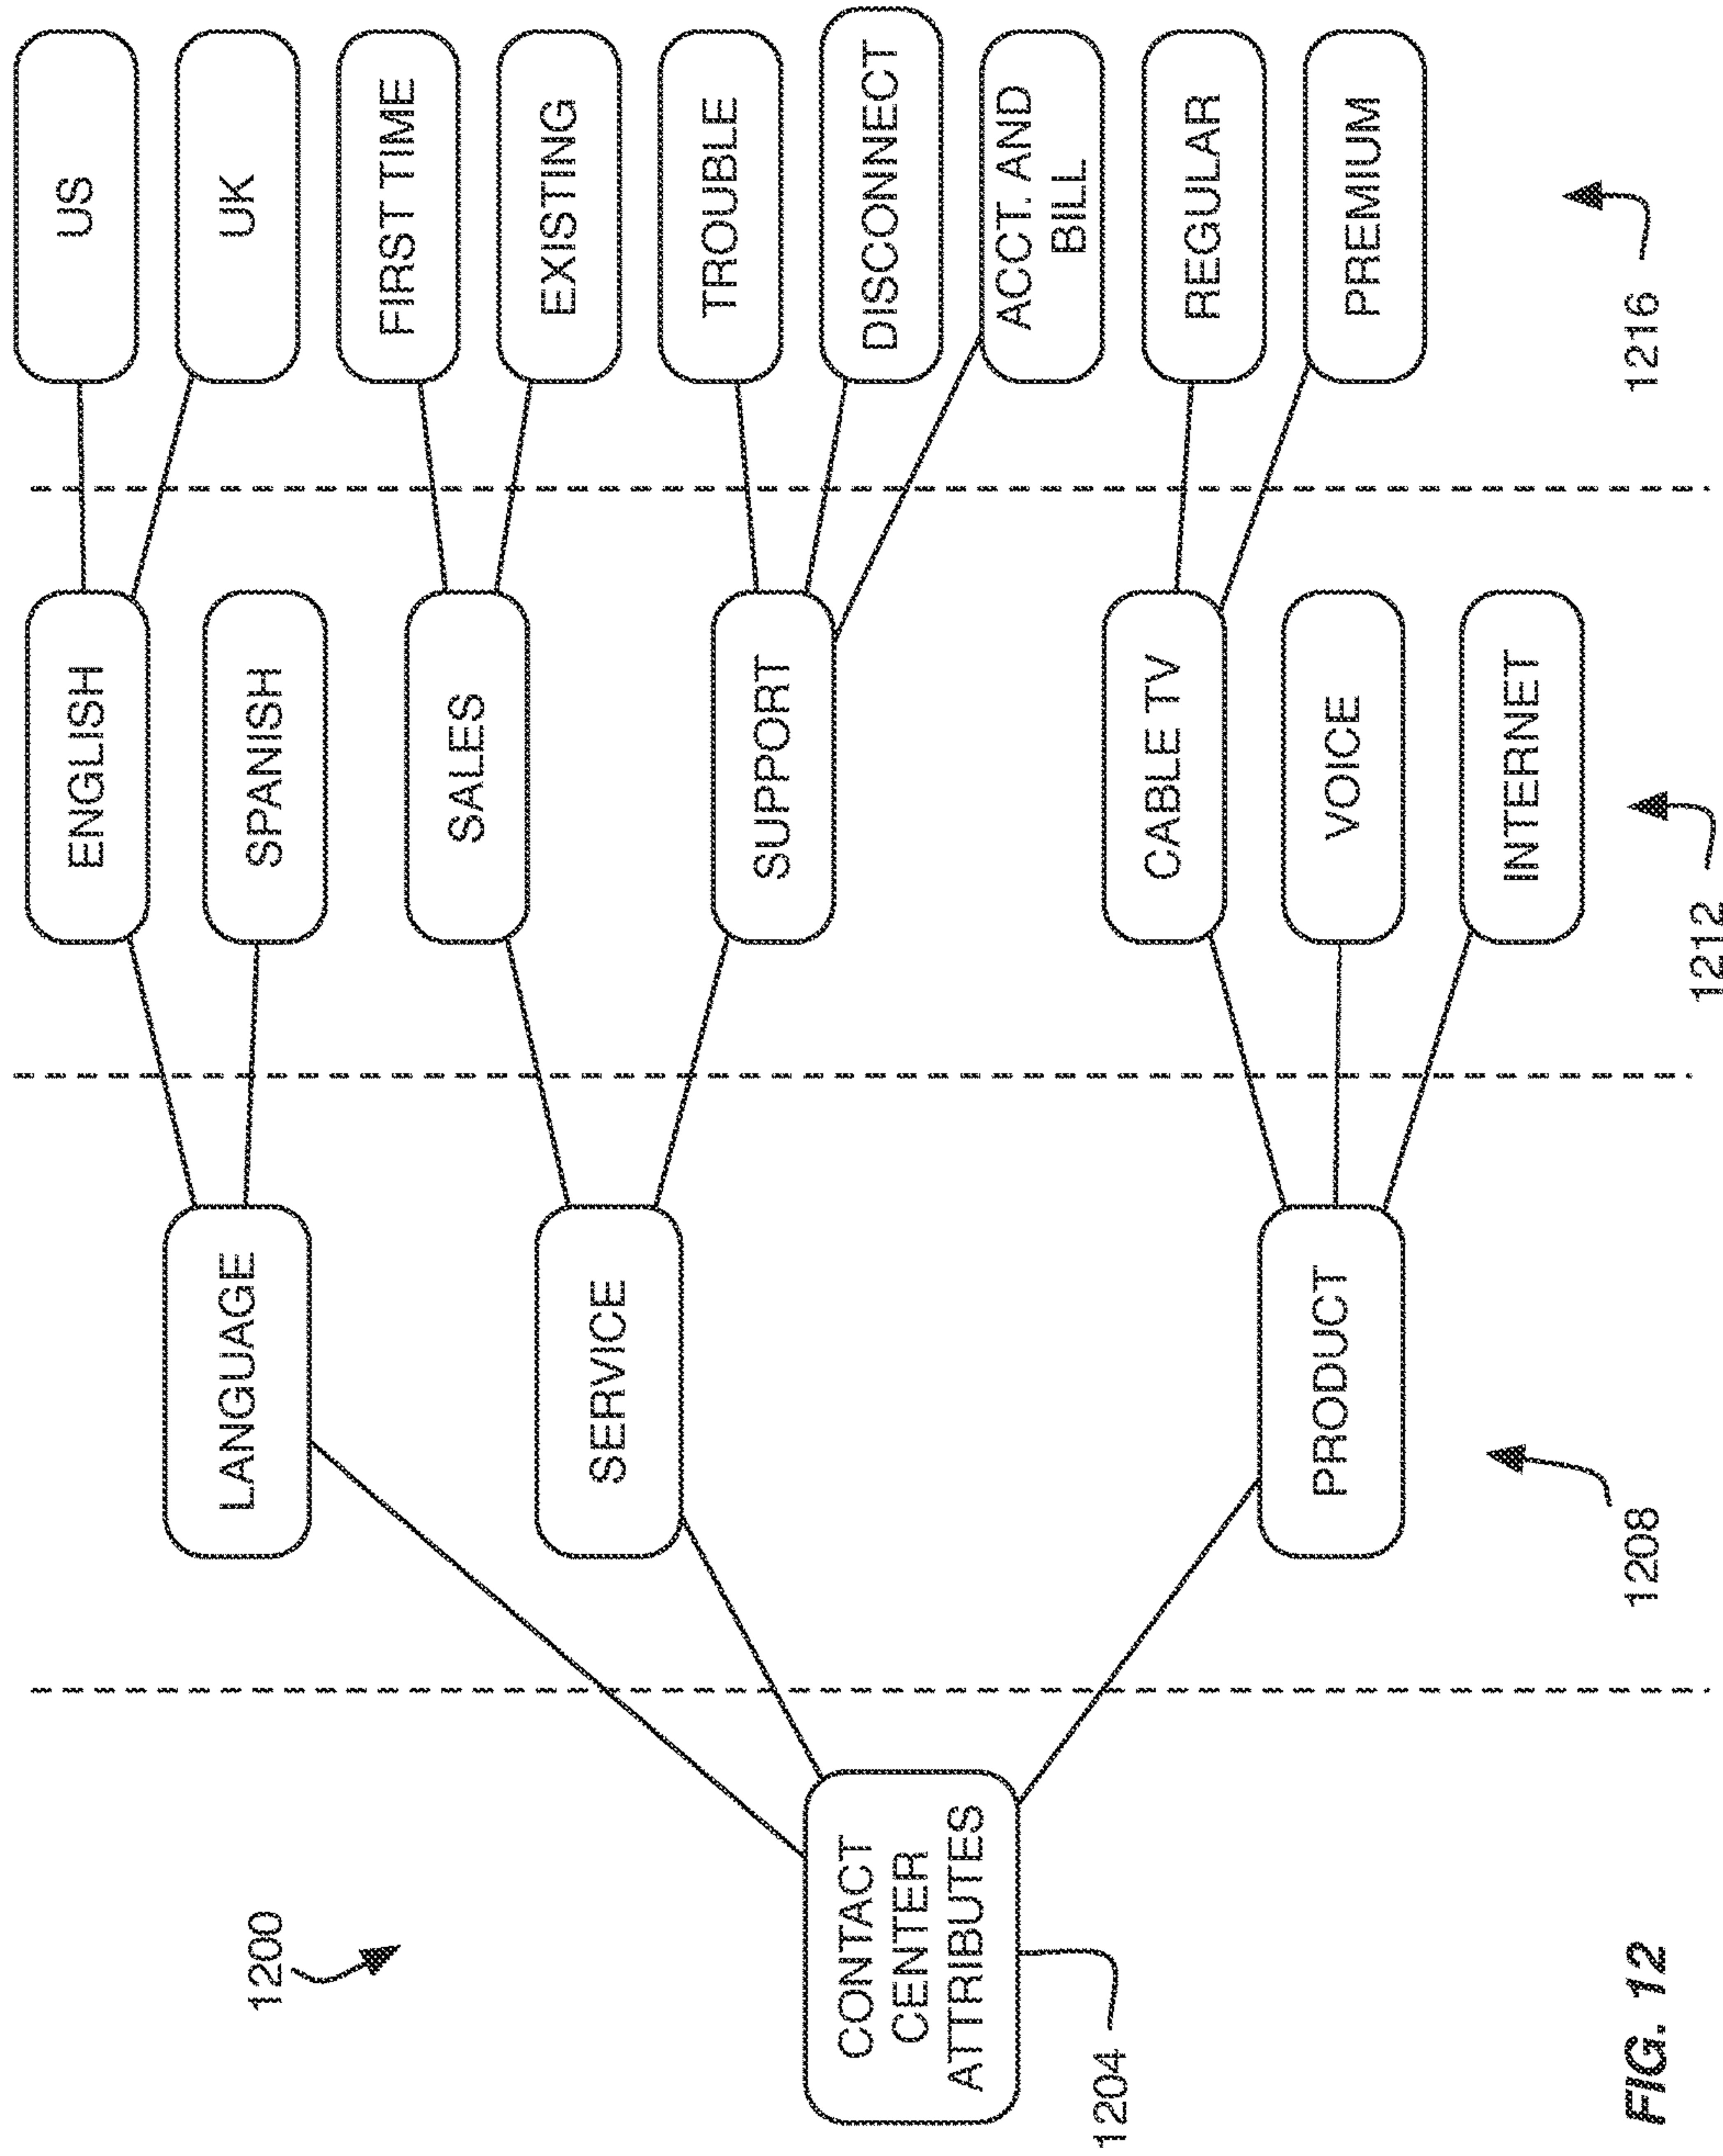 1200
CONTACT
CENTER
ATTRIBUTES
1204
LANGUAGE
SERVICE
PRODUCT
1208
ENGLISH
SPANISH
SALES
SUPPORT
CABLE TV
VOICE
INTERNET
1212
US
UK
FIRST TIME
EXISTING
TROUBLE
DISCONNECT
ACCT. AND
BILL
REGULAR
PREMIUM
1216
FIG. 12